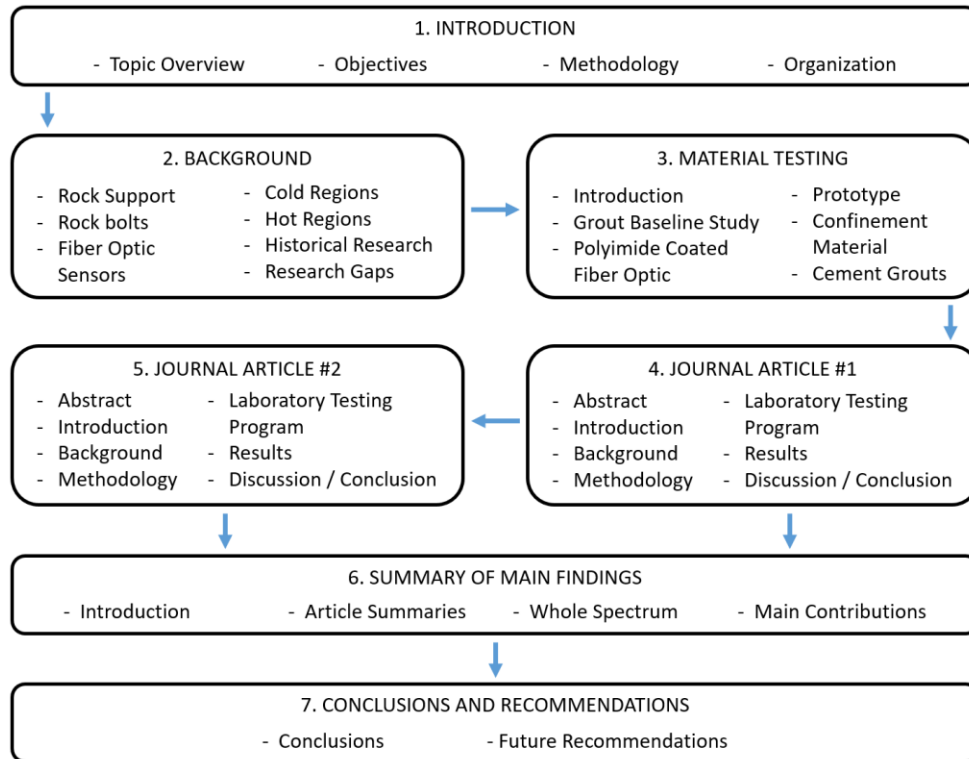 1. INTRODUCTION
- Topic Overview - Objectives - Methodology - Organization
2. BACKGROUND
- Rock Support
- Rock bolts
- Fiber Optic
Sensors
- Cold Regions
- Hot Regions
- Historical Research
- Research Gaps
3. MATERIAL TESTING
- Introduction
- Grout Baseline Study
- Polyimide Coated
Fiber Optic
- Prototype
- Confinement
Material
- Cement Grouts
4. JOURNAL ARTICLE #1
- Abstract
- Introduction
- Background
- Methodology
- Laboratory Testing
Program
- Results
- Discussion / Conclusion
5. JOURNAL ARTICLE #2
- Abstract
- Introduction
- Background
- Methodology
- Laboratory Testing
Program
- Results
- Discussion / Conclusion
6. SUMMARY OF MAIN FINDINGS
- Introduction - Article Summaries - Whole Spectrum - Main Contributions
7. CONCLUSIONS AND RECOMMENDATIONS
- Conclusions - Future Recommendations